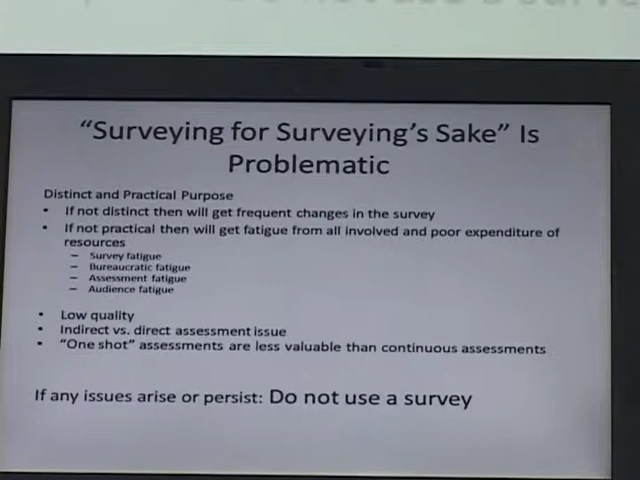 "Surveying for Surveying's Sake" Is
Problematic
Distinct and Practical Purpose
• If not distinct then will get frequent changes in the survey
• If not practical then will get fatigue from all involved and poor expenditure of
resources
– Survey fatigue
– Bureaucratic fatigue
– Assessment fatigue
– Audience fatigue
• Low quality
• Indirect vs. direct assessment issue
• "One shot" assessments are less valuable than continuous assessments
If any issues arise or persist: Do not use a survey